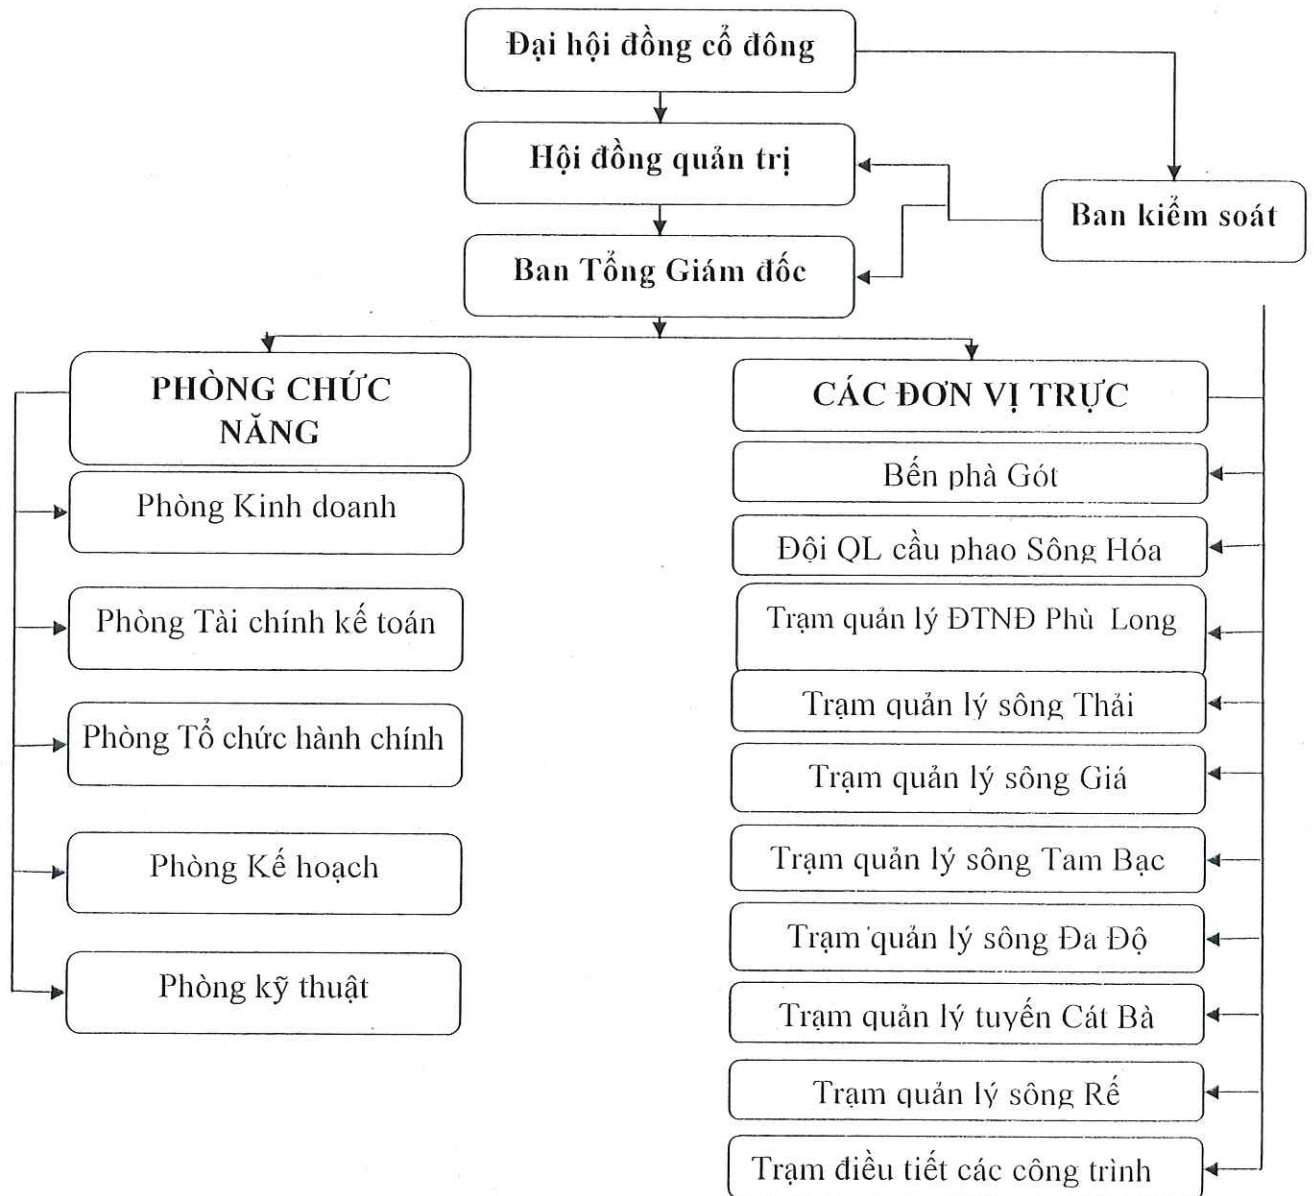 Đại hội đồng cổ đông
Hội đồng quản trị
Ban kiểm soát
Ban Tổng Giám đốc
PHÒNG CHỨC
NĂNG
Phòng Kinh doanh
Phòng Tài chính kế toán
Phòng Tổ chức hành chính
Phòng Kế hoạch
Phòng kỹ thuật
CÁC ĐƠN VỊ TRỰC
Bến phà Gót
Đội QL cầu phao Sông Hóa
Trạm quản lý ĐTNĐ Phù Long
Trạm quản lý sông Thải
Trạm quản lý sông Giá
Trạm quản lý sông Tam Bạc
Trạm quản lý sông Đa Độ
Trạm quản lý tuyến Cát Bà
Trạm quản lý sông Rế
Trạm điều tiết các công trình